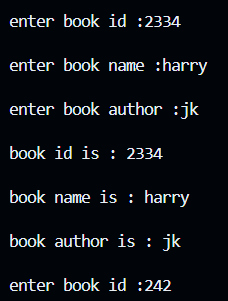 enter book id :2334
enter book name :harry
enter book author :jk
book id is : 2334
book name is : harry
book author is : jk
enter book id :242